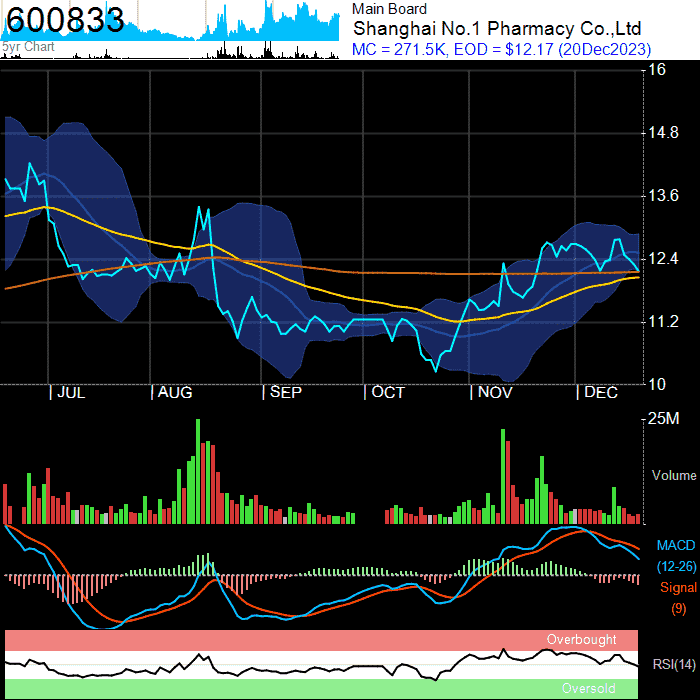 600833
5yr Chart
Main Board
Shanghai No.1 Pharmacy Co.,Ltd
MC = 271.5K, EOD = $12.17 (20Dec2023)
16
14.8
13.6
12.4
11.2
10
| JUL | AUG | SEP | OCT | NOV | DEC
25M
Volume
MACD
(12-26)
Signal
(9)
Overbought
RSI(14)
Oversold